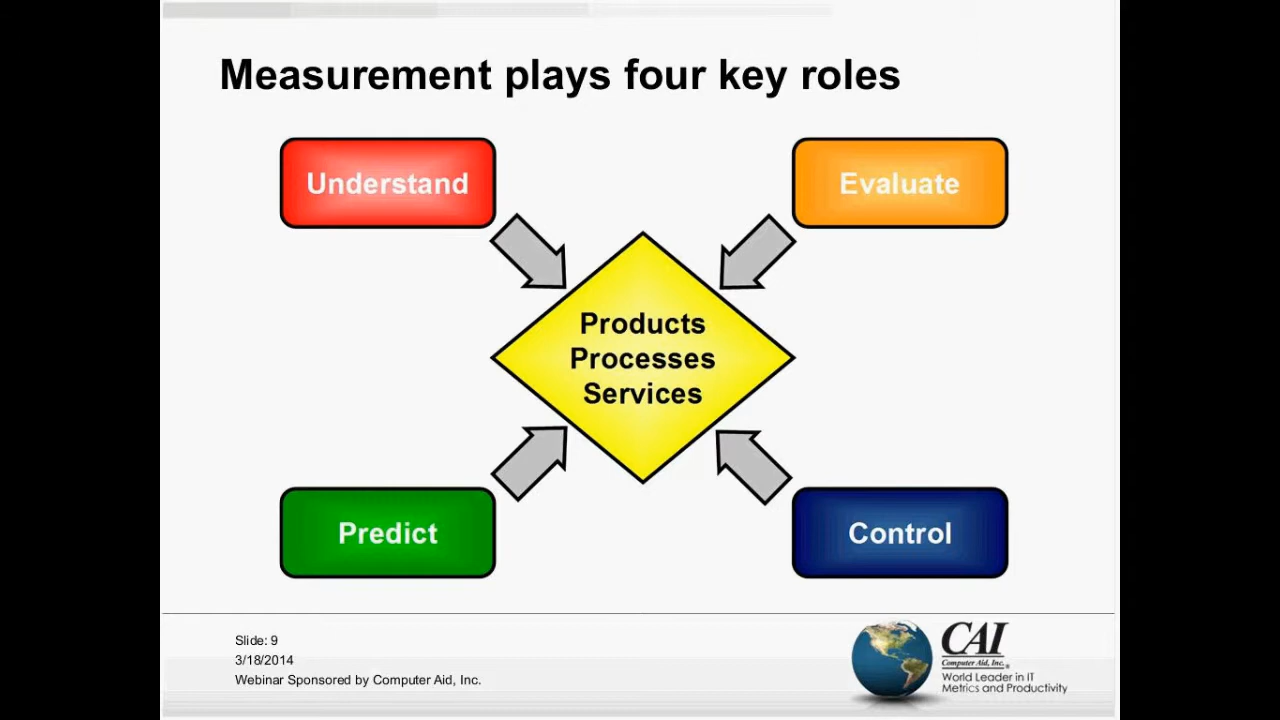 Measurement plays four key roles
Understand
Evaluate
Products
Processes
Services
Predict
Control
Slide: 9
3/18/2014
Webinar Sponsored by Computer Aid, Inc.
CAI
Computer Aid, Inc.®
World Leader in IT
Metrics and Productivity